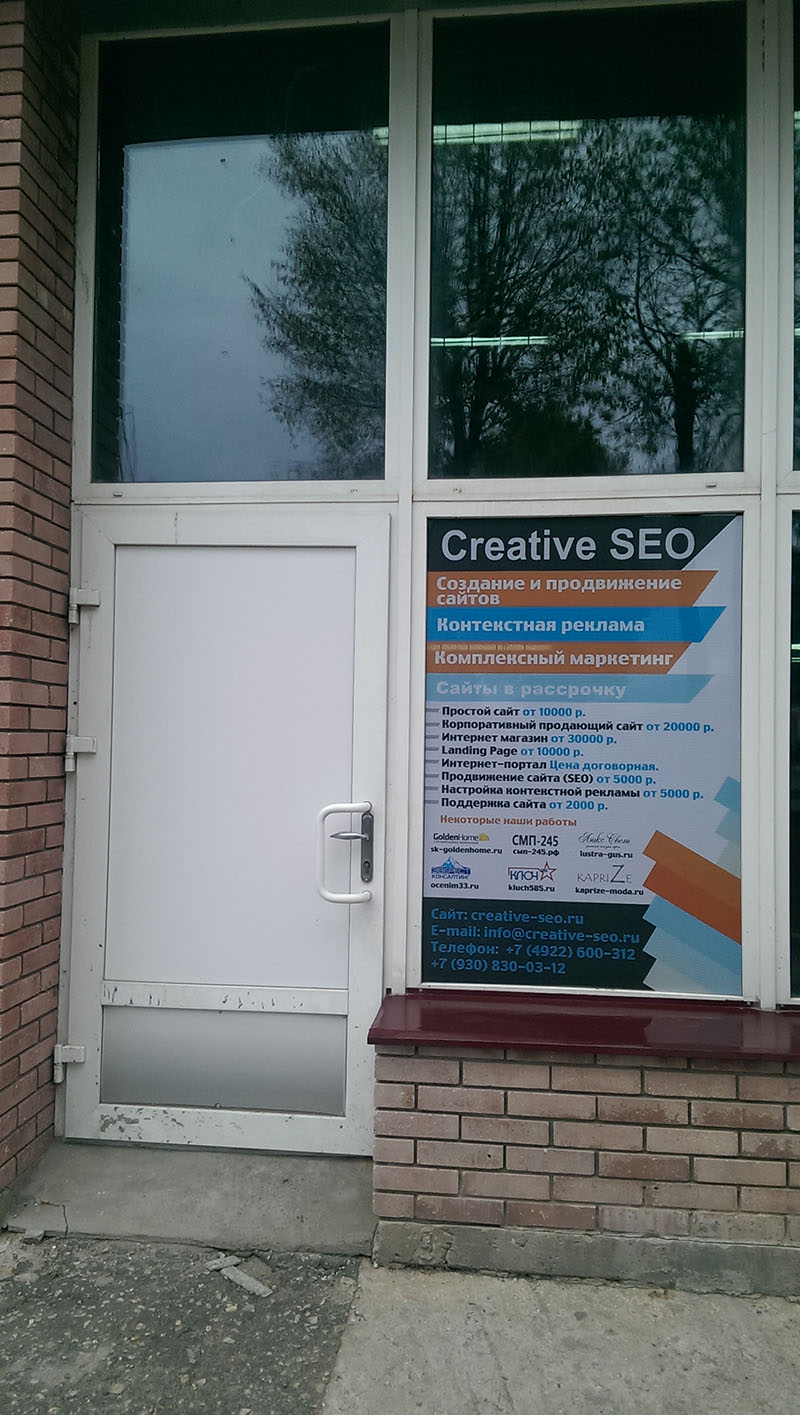 Creative SEO
Создание и продвижение
сайтов
Контекстная реклама
Комплексный маркетинг
Сайты в рассрочку
Простой сайт от 10000 р.
Корпоративный продающий сайт от 20000 р.
Интернет магазин от 30000 р.
Landing Page от 10000 р.
Интернет-портал Цена договорная.
Продвижение сайта (SEO) от 5000 р.
Настройка контекстной рекламы от 5000 р.
Поддержка сайта от 2000 р.
Некоторые наши работы
GoldenHome СМП-245 Люкс Свет
sk-goldenhome.ru смп-245.рф lustra-gus.ru
ЭВЕРЕСТ КЛЮЧ KAPRIZE
КОНСАЛТИНГ
ocenim33.ru kluch585.ru kaprize-moda.ru
Сайт: creative-seo.ru
E-mail: info@creative-seo.ru
Телефон: +7 (4922) 600-312
+7 (930) 830-03-12